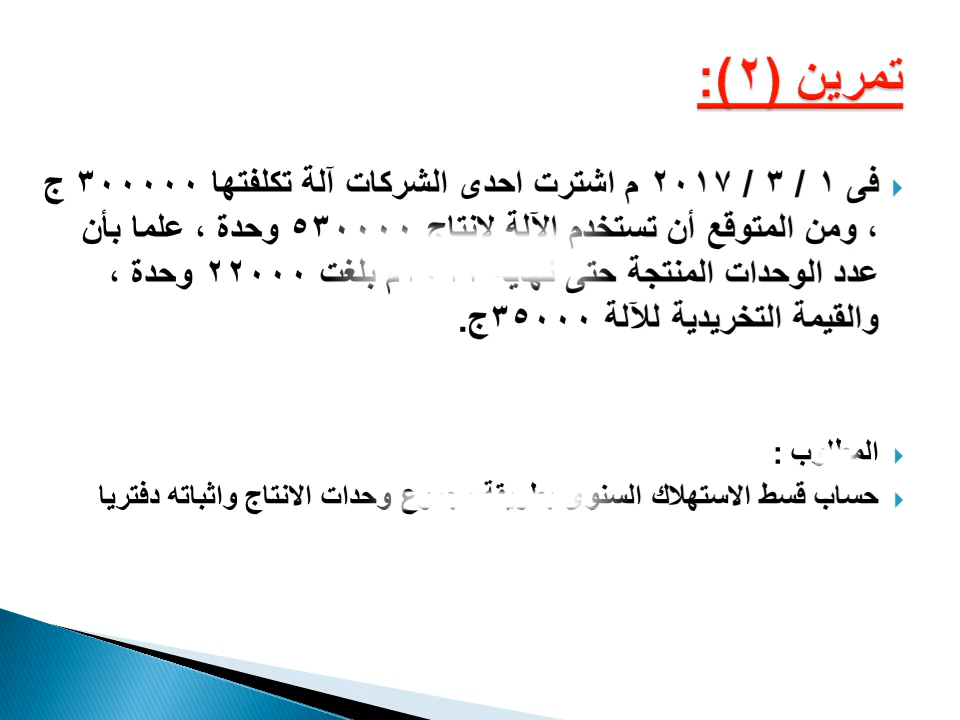 تمرين (٢):
فى ١ / ٣ / ٢٠١٧ م اشترت احدى الشركات آلة تكلفتها ٣٠٠٠٠٠ ج
، ومن المتوقع أن تستخدم الآلة لانتاج ٥٣٠٠٠٠ وحدة ، علما بأن
عدد الوحدات المنتجة حتى بلغت ٢٢٠٠٠ وحدة ،
والقيمة التخريدية للآلة ٣٥٠٠٠ج.
المطلوب :
حساب قسط الاستهلاك السنوى وحدات الانتاج واثباته دفتريا